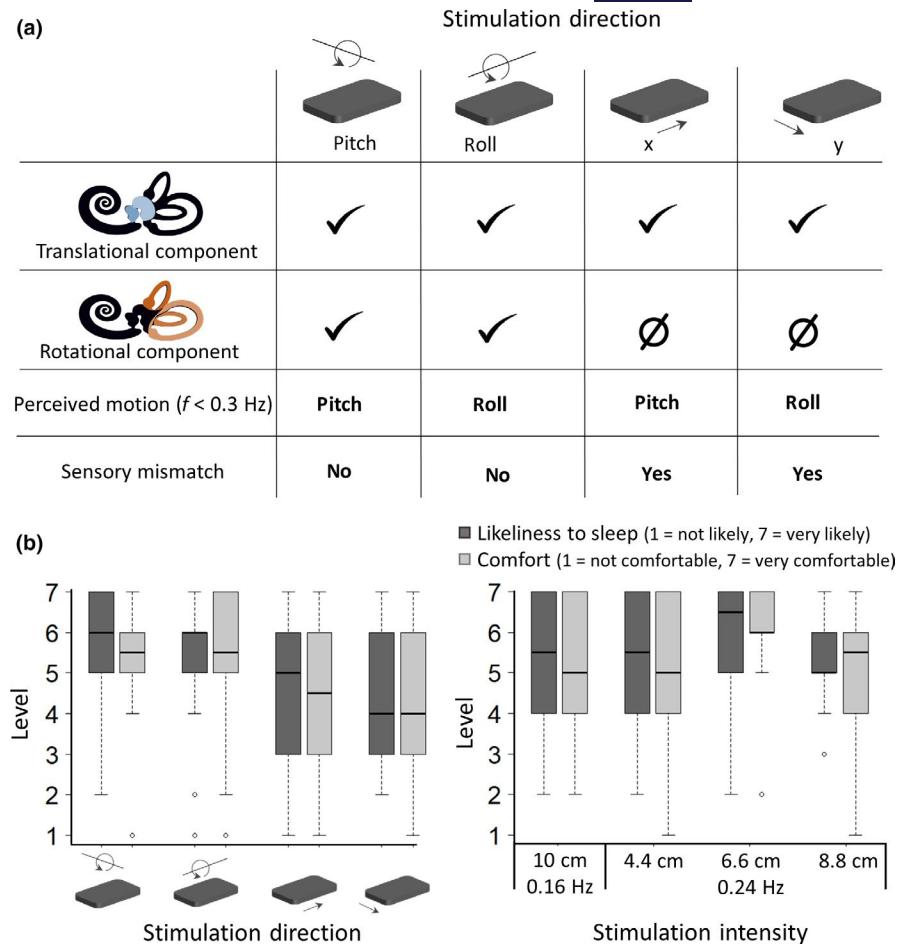 (a)
Stimulation direction
Pitch Roll x y
Translational component
Rotational component
Perceived motion (f < 0.3 Hz) Pitch Roll Pitch Roll
Sensory mismatch No No Yes Yes
(b)
Likeliness to sleep (1 = not likely, 7 = very likely)
Comfort (1 = not comfortable, 7 = very comfortable)
Level
7
6
5
4
3
2
1
Stimulation direction
Level
7
6
5
4
3
2
1
10 cm 4.4 cm 6.6 cm 8.8 cm
0.16 Hz 0.24 Hz
Stimulation intensity